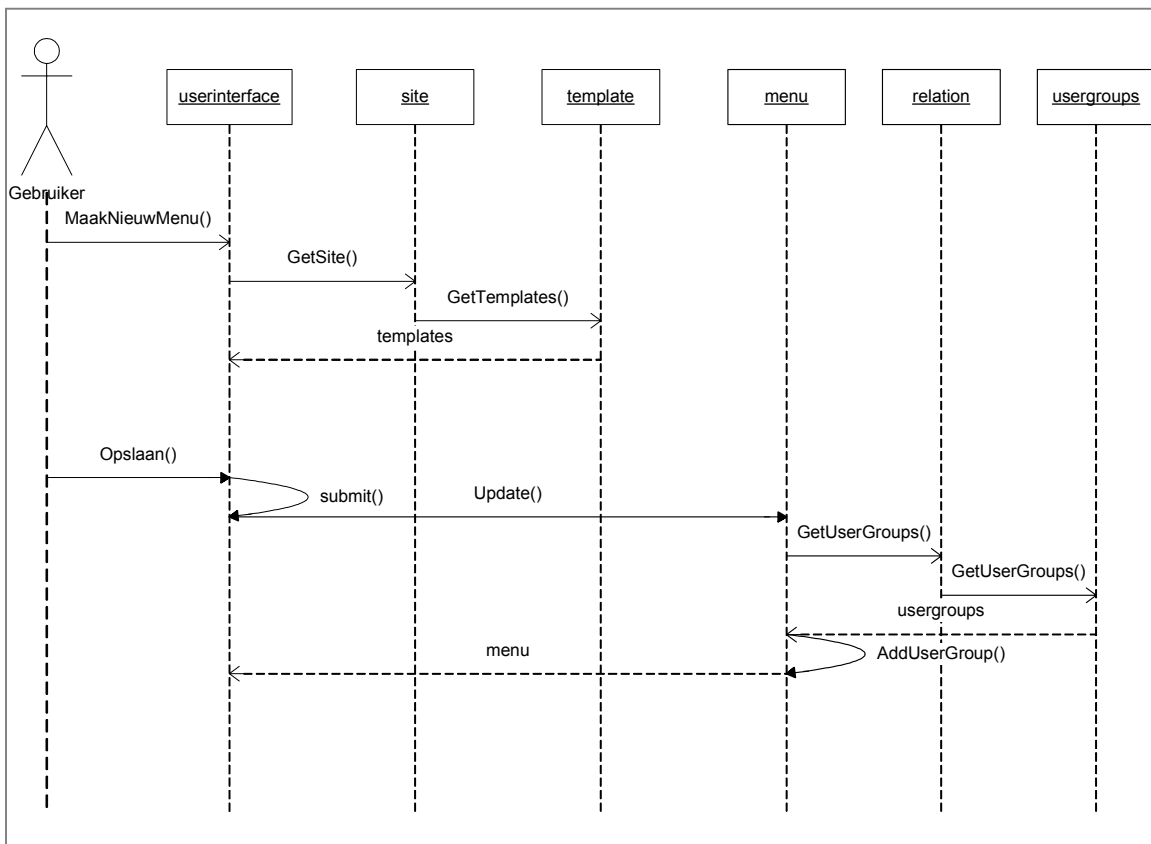 userinterface
site
template
menu
relation
usergroups
Gebruiker
MaakNieuwMenu()
GetSite()
GetTemplates()
templates
Opslaan()
submit()
Update()
GetUserGroups()
GetUserGroups()
usergroups
AddUserGroup()
menu